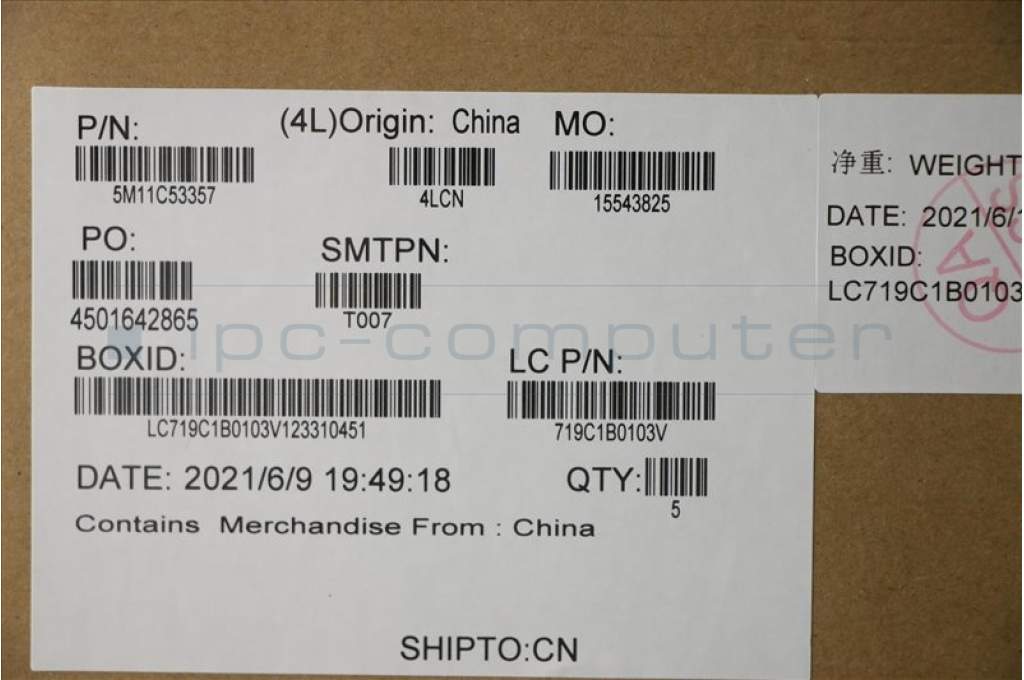 P/N: (4L)Origin: China MO:
5M11C53357 4LCN 15543825
PO: SMTPN:
4501642865 T007
BOXID: LC P/N:
LC719C1B0103V123310451 719C1B0103V
DATE: 2021/6/9 19:49:18 QTY:
5
Contains Merchandise From : China
SHIPTO:CN
净重: WEIGHT
DATE: 2021/6/
BOXID:
LC719C1B0103
QA
ipc-computer